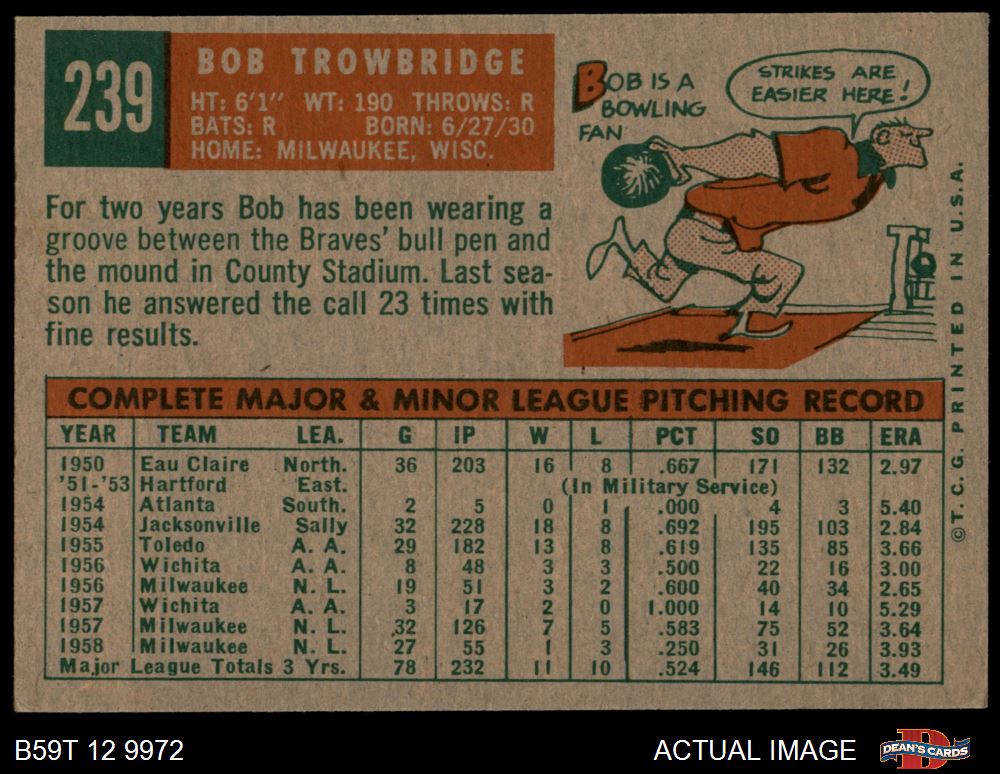 239
BOB TROWBRIDGE
HT: 6'1" WT: 190 THROWS: R
BATS: R BORN: 6/27/30
HOME: MILWAUKEE, WISC.
BOB IS A
BOWLING
FAN
STRIKES ARE
EASIER HERE!
For two years Bob has been wearing a
groove between the Braves' bull pen and
the mound in County Stadium. Last sea-
son he answered the call 23 times with
fine results.
COMPLETE MAJOR & MINOR LEAGUE PITCHING RECORD
YEAR TEAM LEA. G IP W L PCT SO BB ERA
1950 Eau Claire North. 36 203 16 8 .667 171 132 2.97
'51-'53 Hartford East. (In Military Service)
1954 Atlanta South. 2 5 0 1 .000 4 3 5.40
1954 Jacksonville Sally 32 228 18 8 .692 195 103 2.84
1955 Toledo A. A. 29 182 13 8 .619 135 85 3.66
1956 Wichita A. A. 8 48 3 3 .500 22 16 3.00
1956 Milwaukee N. L. 19 51 3 2 .600 40 34 2.65
1957 Wichita A. A. 3 17 2 0 1.000 14 10 5.29
1957 Milwaukee N. L. 32 126 7 5 .583 75 52 3.64
1958 Milwaukee N. L. 27 55 1 3 .250 31 26 3.93
Major League Totals 3 Yrs. 78 232 11 10 .524 146 112 3.49
©T. C. G. PRINTED IN U.S.A.
B59T 12 9972
ACTUAL IMAGE
DEAN'S CARDS